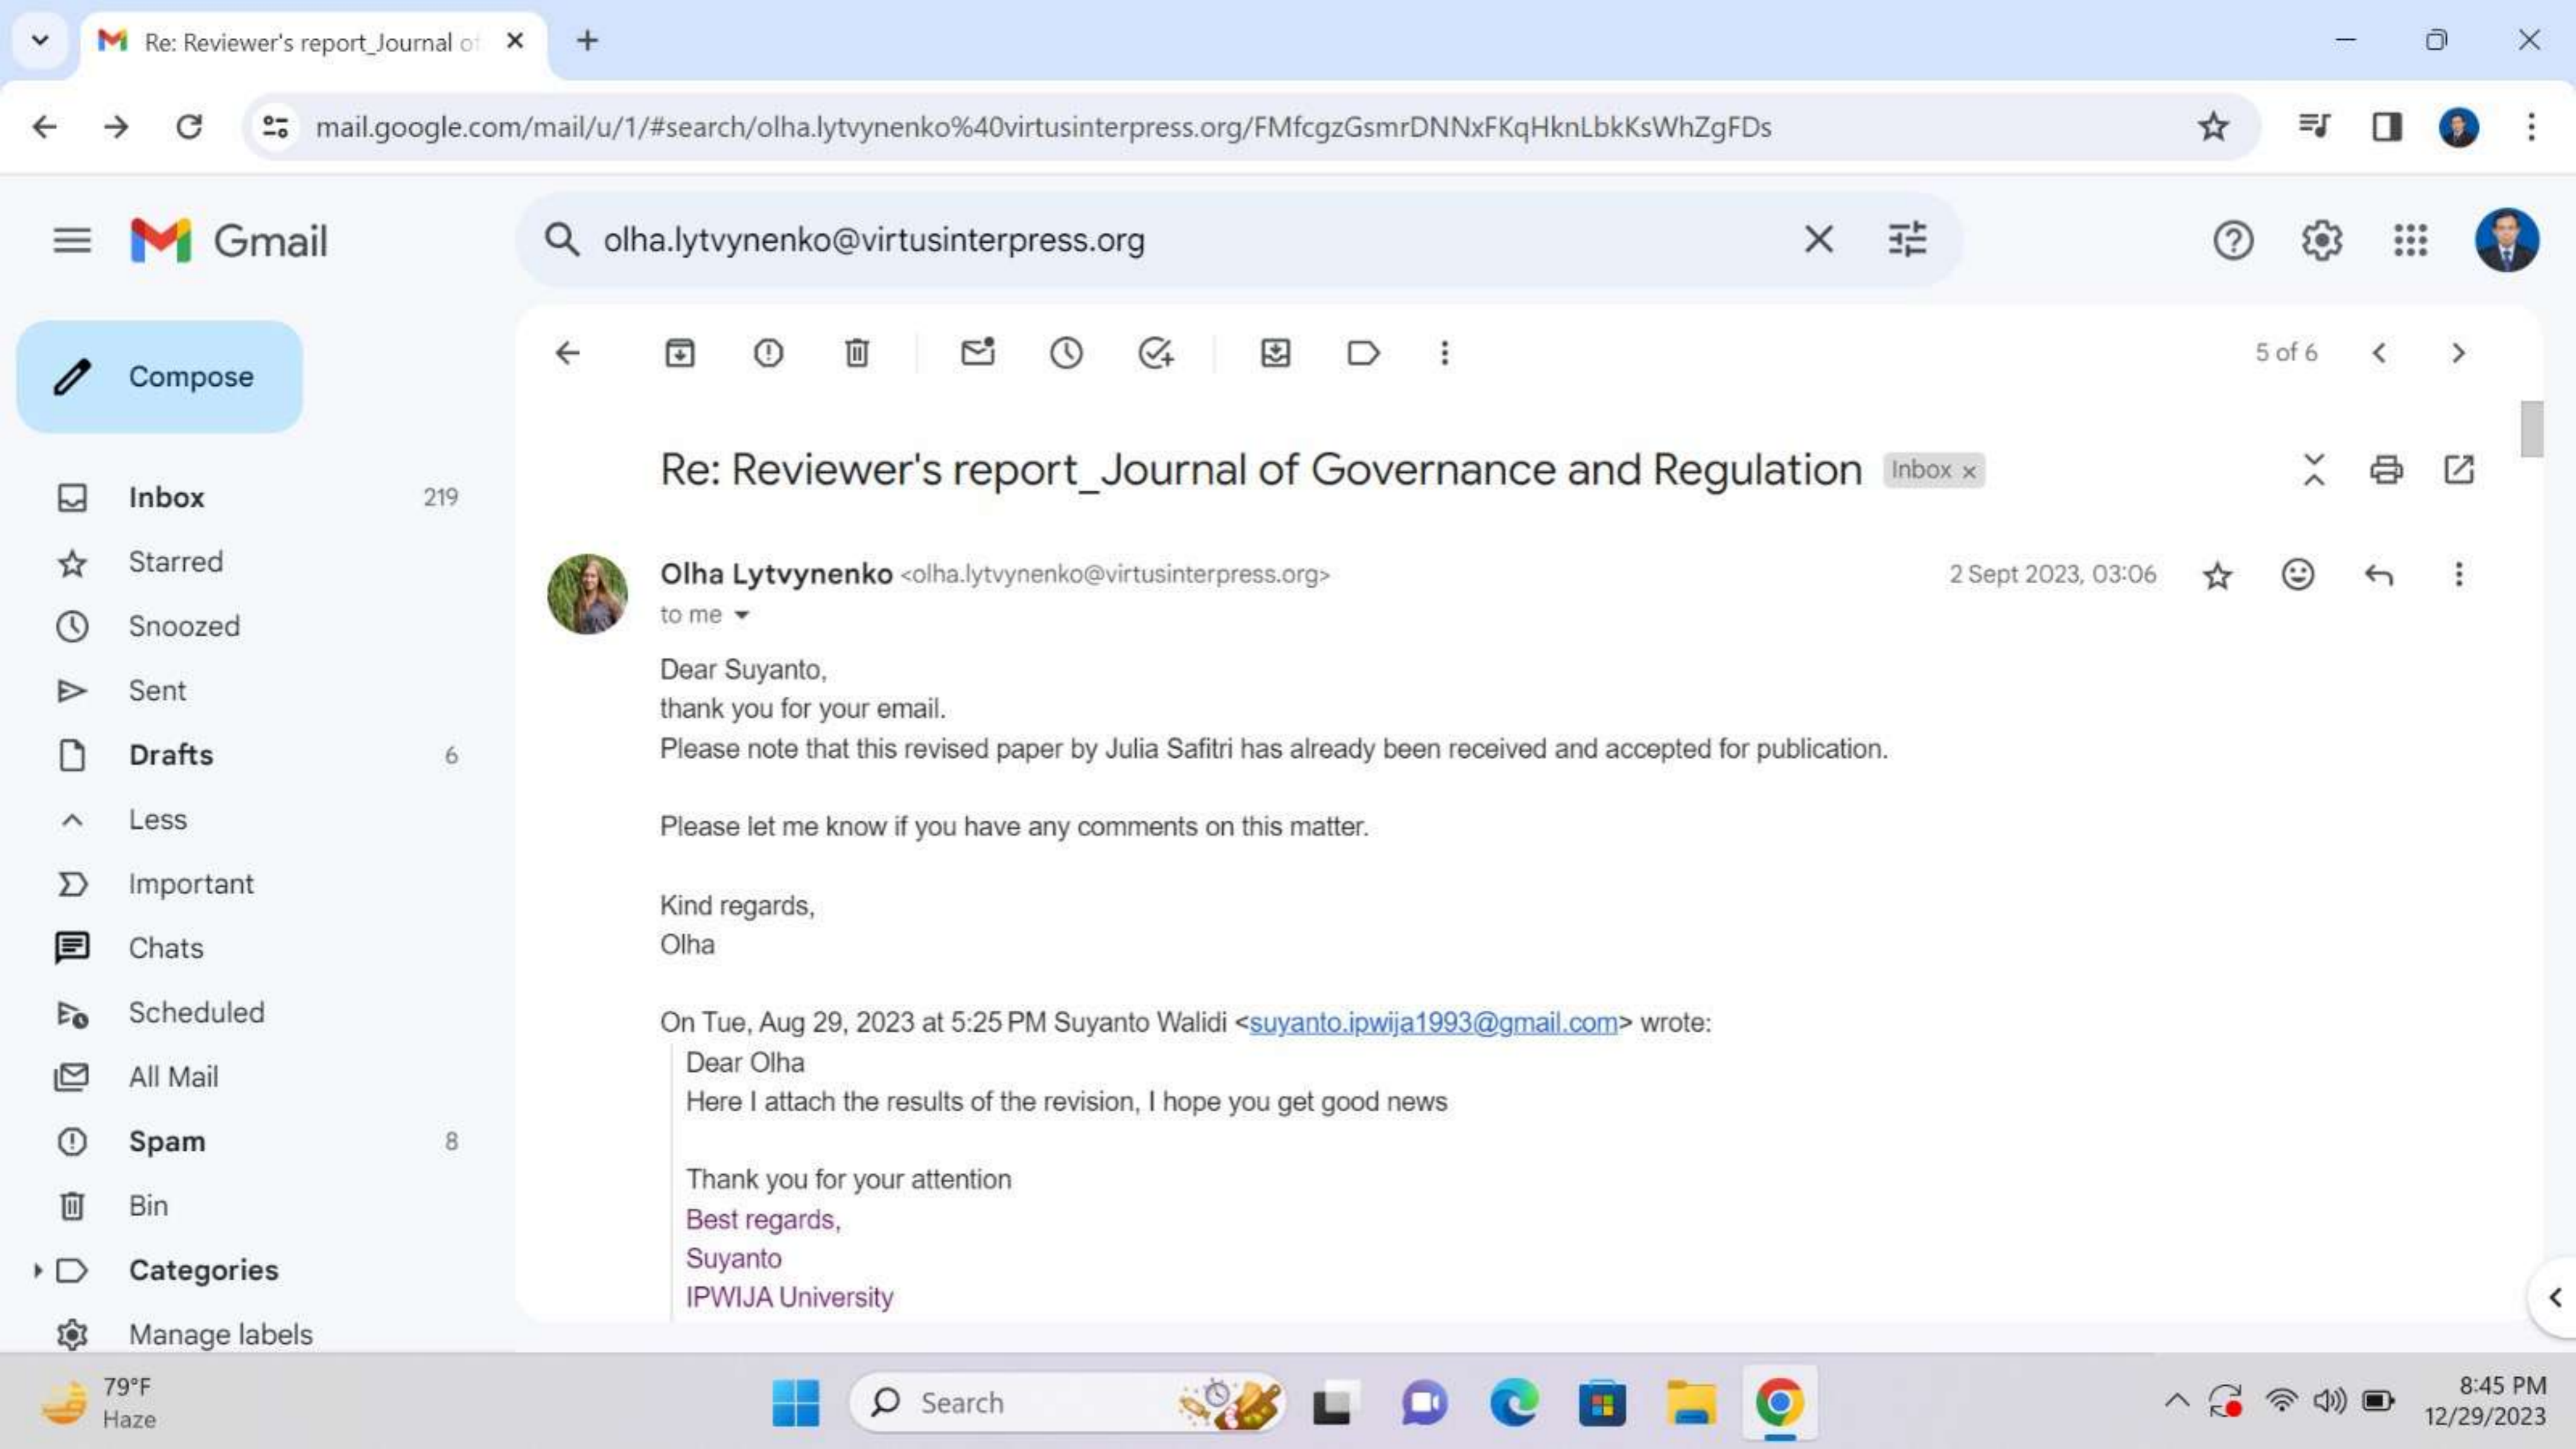 Re: Reviewer's report_Journal of
mail.google.com/mail/u/1/#search/olha.lytvynenko%40virtusinterpress.org/FMfcgzGsmrDNNxFKqHknLbkKsWhZgFDs
Gmail
olha.lytvynenko@virtusinterpress.org
Compose
5 of 6
Inbox 219
Starred
Snoozed
Sent
Drafts 6
Less
Important
Chats
Scheduled
All Mail
Spam 8
Bin
Categories
Manage labels
Re: Reviewer's report_Journal of Governance and Regulation Inbox ×
Olha Lytvynenko <olha.lytvynenko@virtusinterpress.org> 2 Sept 2023, 03:06
to me
Dear Suyanto,
thank you for your email.
Please note that this revised paper by Julia Safitri has already been received and accepted for publication.
Please let me know if you have any comments on this matter.
Kind regards,
Olha
On Tue, Aug 29, 2023 at 5:25 PM Suyanto Walidi <suyanto.ipwija1993@gmail.com> wrote:
Dear Olha
Here I attach the results of the revision, I hope you get good news
Thank you for your attention
Best regards,
Suyanto
IPWIJA University
79°F
Haze
Search
8:45 PM
12/29/2023